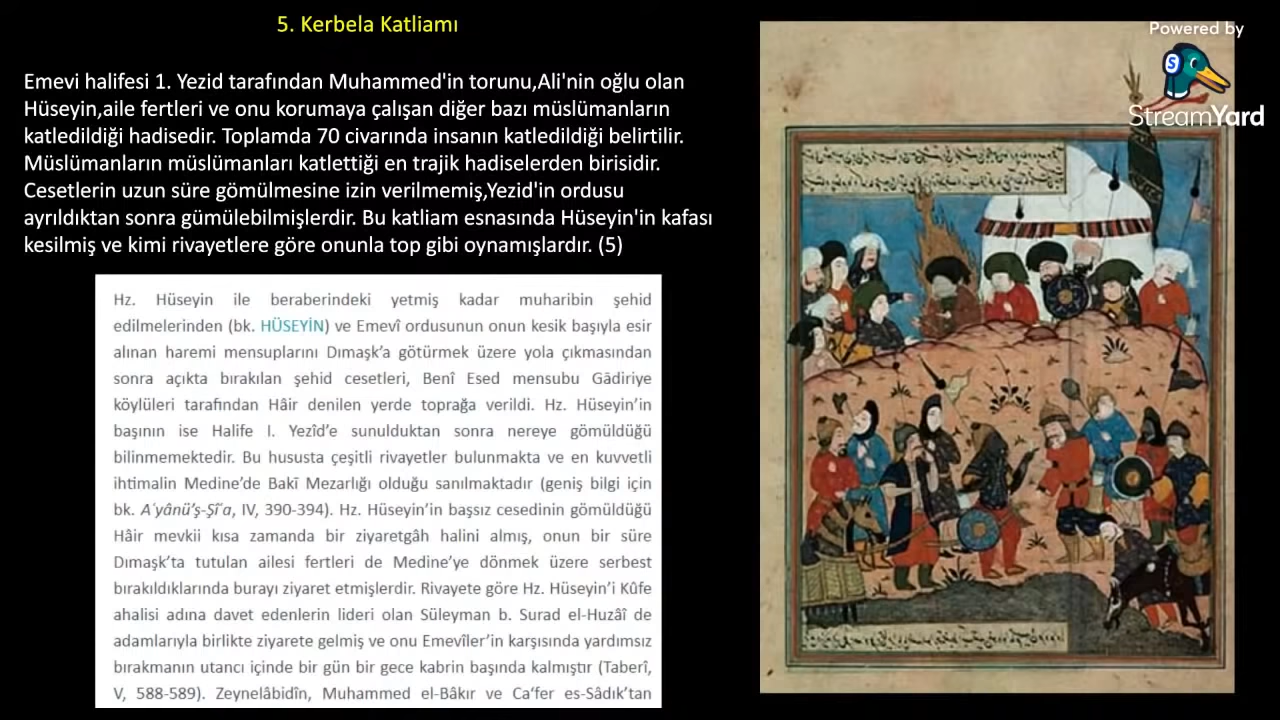 5. Kerbela Katliamı
Emevi halifesi 1. Yezid tarafından Muhammed'in torunu,Ali'nin oğlu olan
Hüseyin,aile fertleri ve onu korumaya çalışan diğer bazı müslümanların
katledildiği hadisedir. Toplamda 70 civarında insanın katledildiği belirtilir.
Müslümanların müslümanları katlettiği en trajik hadiselerden birisidir.
Cesetlerin uzun süre gömülmesine izin verilmemiş,Yezid'in ordusu
ayrıldıktan sonra gümülebilmişlerdir. Bu katliam esnasında Hüseyin'in kafası
kesilmiş ve kimi rivayetlere göre onunla top gibi oynamışlardır. (5)
Hz. Hüseyin ile beraberindeki yetmiş kadar muharibin şehid
edilmelerinden (bk. HÜSEYİN) ve Emevî ordusunun onun kesik başıyla esir
alınan haremi mensuplarını Dımaşk'a götürmek üzere yola çıkmasından
sonra açıkta bırakılan şehid cesetleri, Benî Esed mensubu Gādiriye
köylüleri tarafından Hâir denilen yerde toprağa verildi. Hz. Hüseyin'in
başının ise Halife I. Yezîd'e sunulduktan sonra nereye gömüldüğü
bilinmemektedir. Bu hususta çeşitli rivayetler bulunmakta ve en kuvvetli
ihtimalin Medine'de Bakī Mezarlığı olduğu sanılmaktadır (geniş bilgi için
bk. Aʿyânü'ş-Şîʿa, IV, 390-394). Hz. Hüseyin'in başsız cesedinin gömüldüğü
Hâir mevkii kısa zamanda bir ziyaretgâh halini almış, onun bir süre
Dımaşk'ta tutulan ailesi fertleri de Medine'ye dönmek üzere serbest
bırakıldıklarında burayı ziyaret etmişlerdir. Rivayete göre Hz. Hüseyin'i Kûfe
ahalisi adına davet edenlerin lideri olan Süleyman b. Surad el-Huzâî de
adamlarıyla birlikte ziyarete gelmiş ve onu Emevîler'in karşısında yardımsız
bırakmanın utancı içinde bir gün bir gece kabrin başında kalmıştır (Taberî,
V, 588-589). Zeynelâbidîn, Muhammed el-Bâkır ve Ca'fer es-Sâdık'tan
Powered by
StreamYard